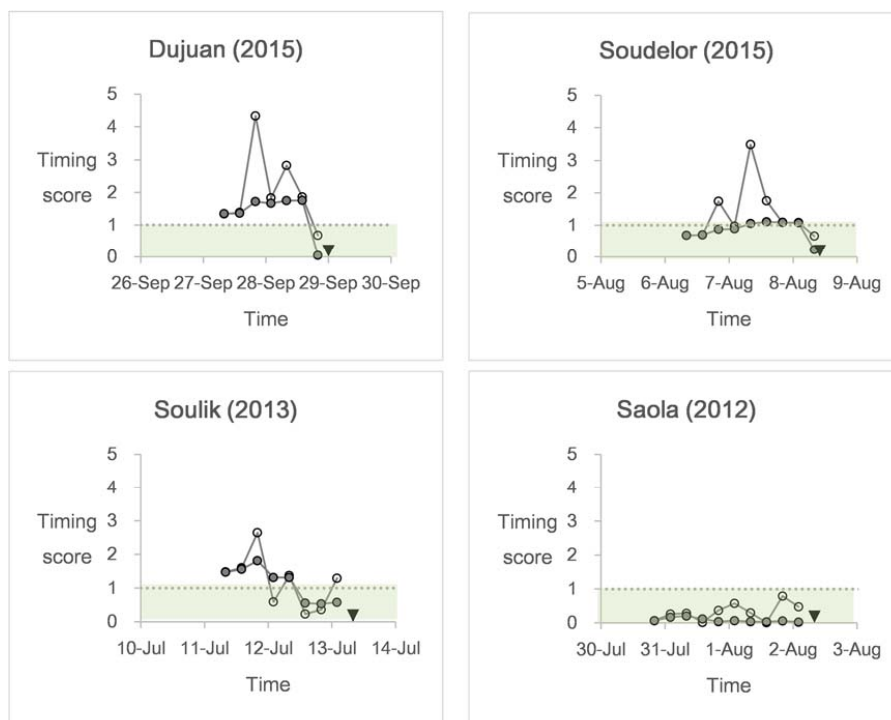 Dujuan (2015)
5
4
Timing 3
score 2
1
0
26-Sep 27-Sep 28-Sep 29-Sep 30-Sep
Time
Soudelor (2015)
5
4
Timing 3
score 2
1
0
5-Aug 6-Aug 7-Aug 8-Aug 9-Aug
Time
Soulik (2013)
5
4
Timing 3
score 2
1
0
10-Jul 11-Jul 12-Jul 13-Jul 14-Jul
Time
Saola (2012)
5
4
Timing 3
score 2
1
0
30-Jul 31-Jul 1-Aug 2-Aug 3-Aug
Time